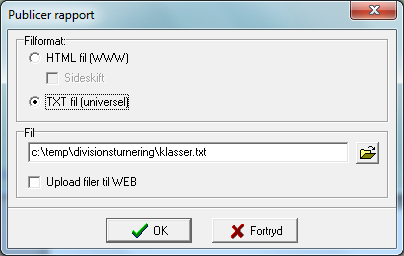 Publicer rapport
Filformat:
HTML fil (WWW)
Sideskift
TXT fil (universel)
Fil
c:\temp\divisionsturnering\klasser.txt
Upload filer til WEB
OK
Fortryd